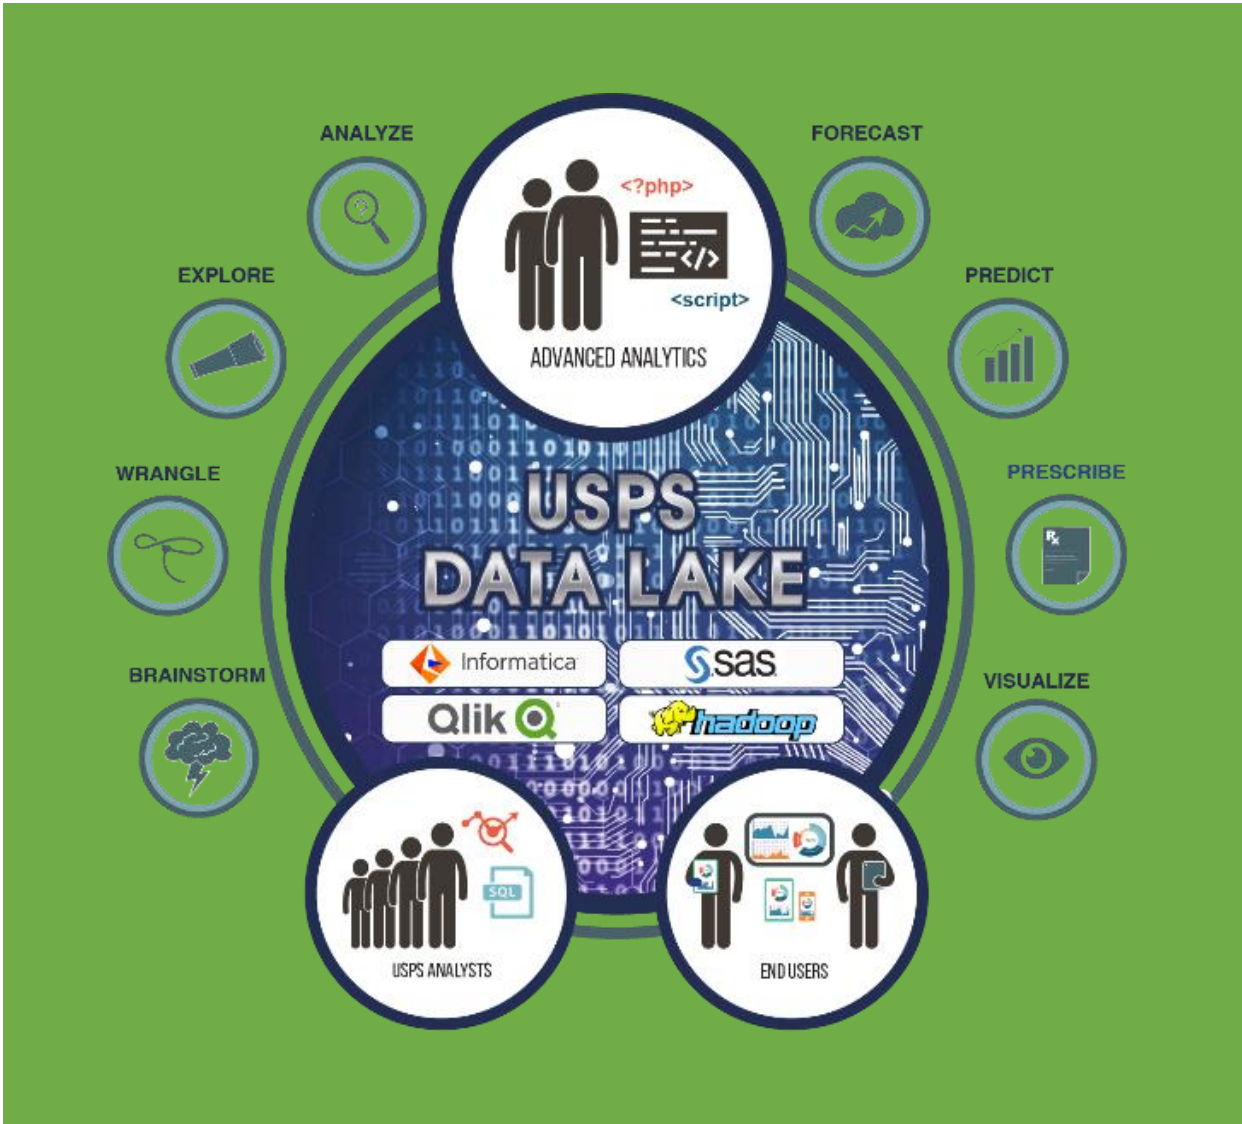 ANALYZE
FORECAST
<?php>
</>
<script>
EXPLORE
PREDICT
ADVANCED ANALYTICS
WRANGLE
PRESCRIBE
Rx
USPS
DATA LAKE
Informatica
S.sas
Qlik
hadoop
BRAINSTORM
VISUALIZE
SQL
USPS ANALYSTS
END USERS